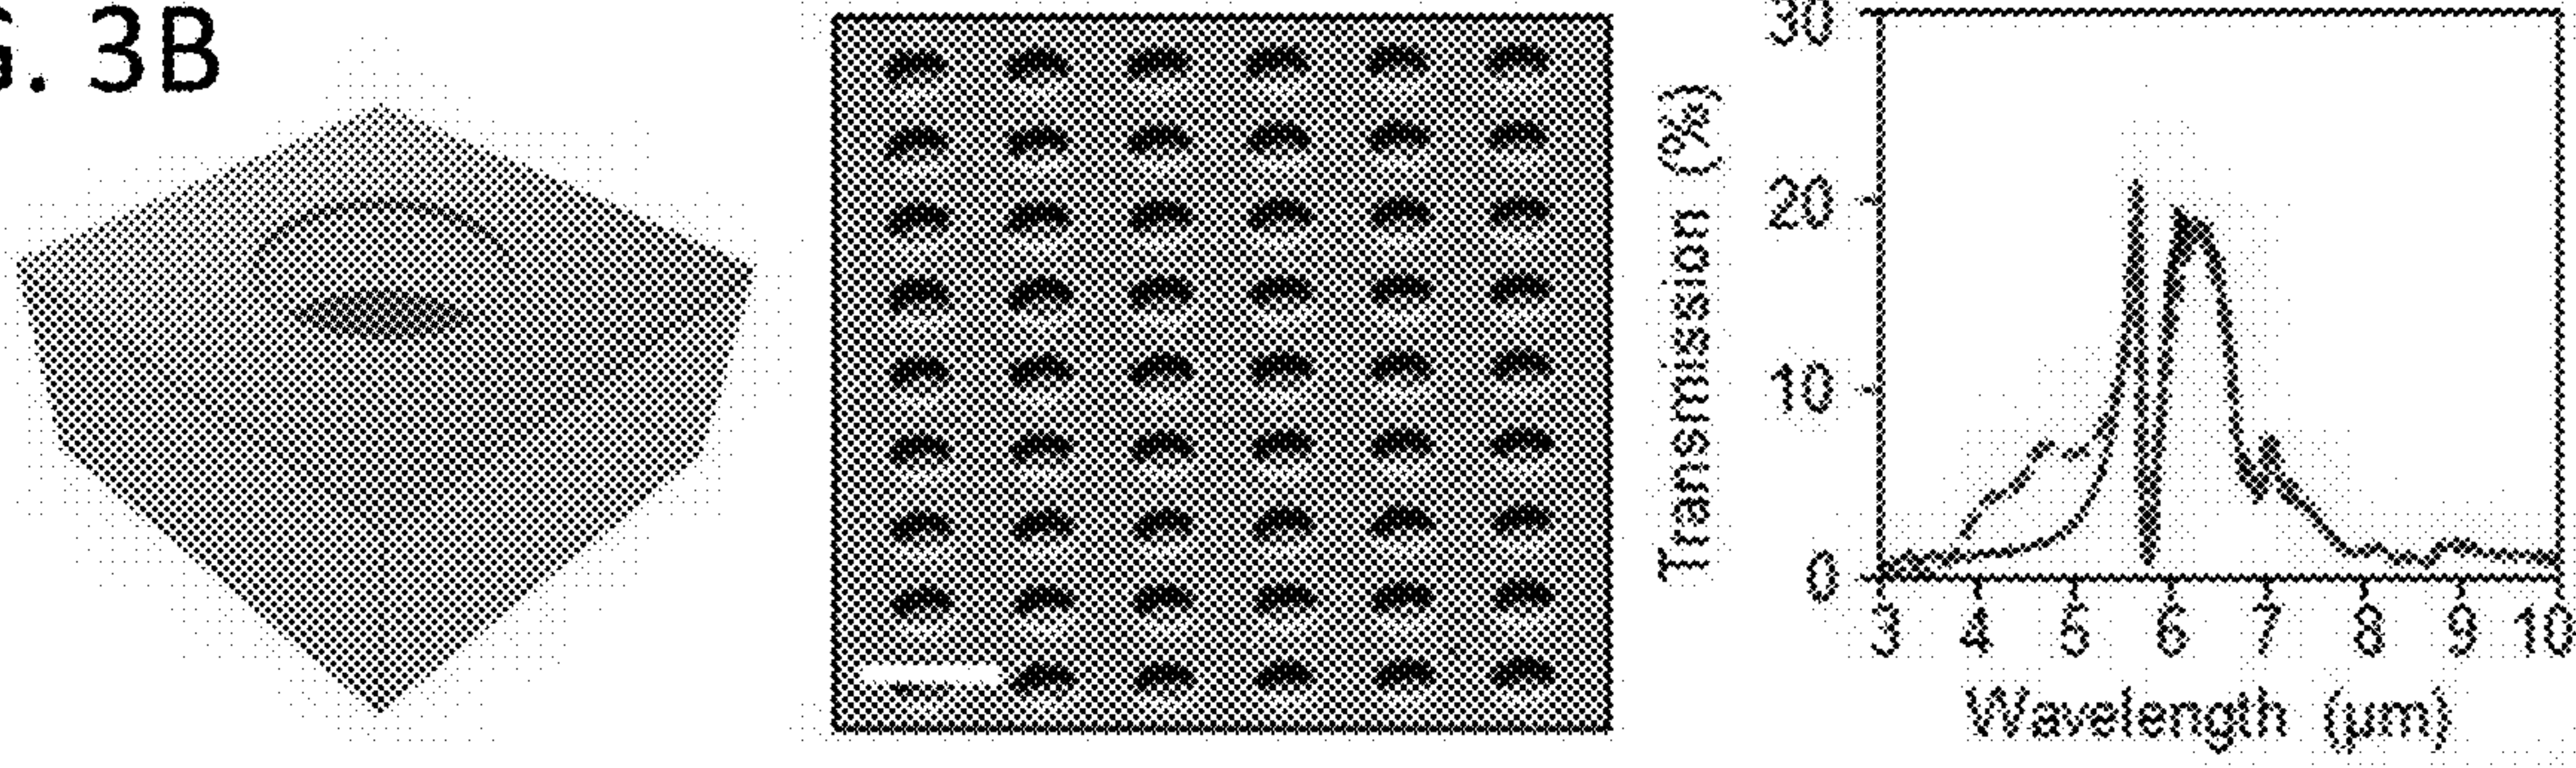 G. 3B
Transmission (%)
30
20
10
0
3 4 5 6 7 8 9 10
Wavelength (μm)